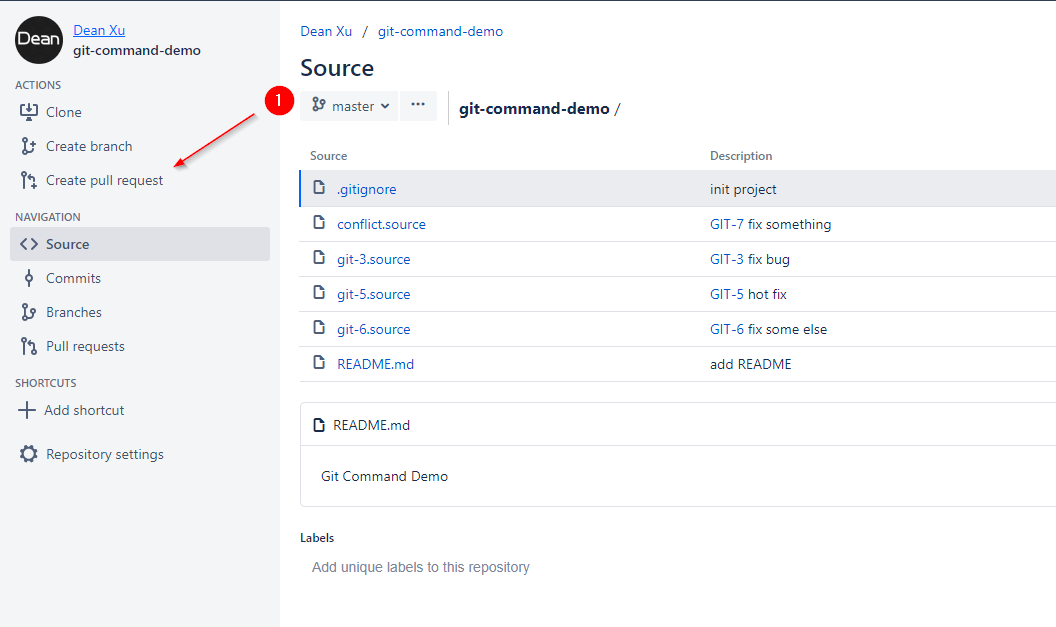 Dean
Dean Xu
git-command-demo
ACTIONS
Clone
Create branch
Create pull request
NAVIGATION
Source
Commits
Branches
Pull requests
SHORTCUTS
Add shortcut
Repository settings
Dean Xu / git-command-demo
Source
1
master ··· git-command-demo /
Source Description
.gitignore init project
conflict.source GIT-7 fix something
git-3.source GIT-3 fix bug
git-5.source GIT-5 hot fix
git-6.source GIT-6 fix some else
README.md add README
README.md
Git Command Demo
Labels
Add unique labels to this repository